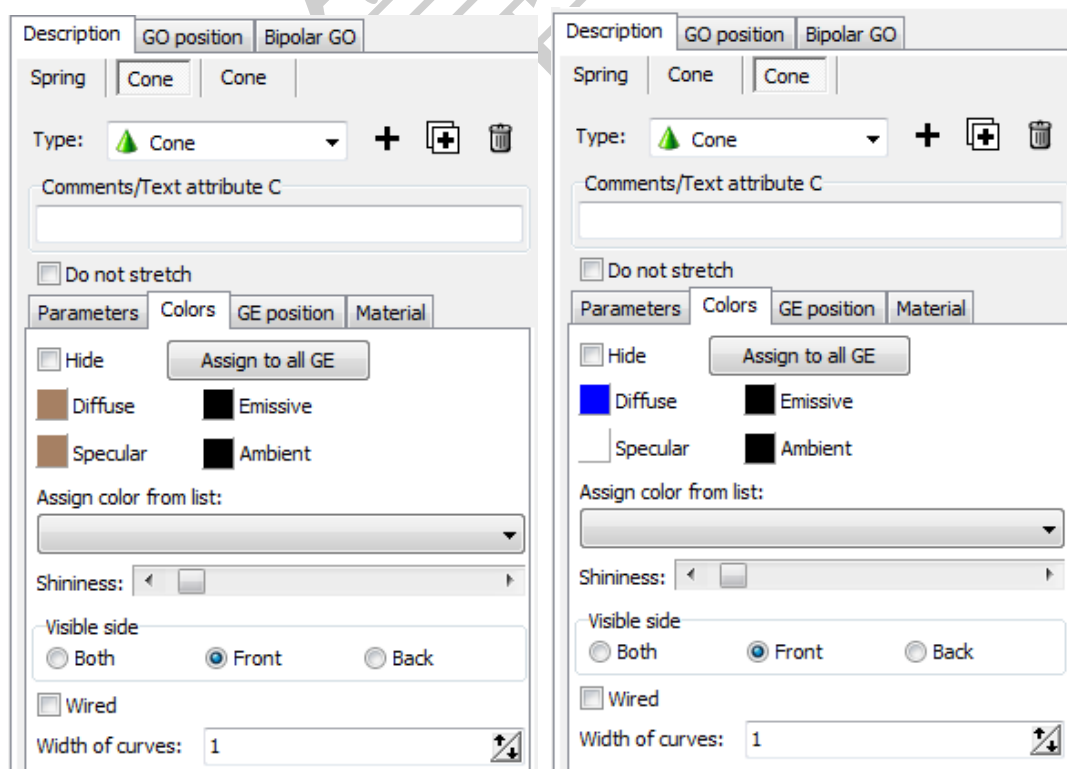 Description GO position Bipolar GO
Spring Cone Cone
Type: Cone
Comments/Text attribute C
Do not stretch
Parameters Colors GE position Material
Hide Assign to all GE
Diffuse Emissive
Specular Ambient
Assign color from list:
Shininess:
Visible side
Both Front Back
Wired
Width of curves: 1
Description GO position Bipolar GO
Spring Cone Cone
Type: Cone
Comments/Text attribute C
Do not stretch
Parameters Colors GE position Material
Hide Assign to all GE
Diffuse Emissive
Specular Ambient
Assign color from list:
Shininess:
Visible side
Both Front Back
Wired
Width of curves: 1